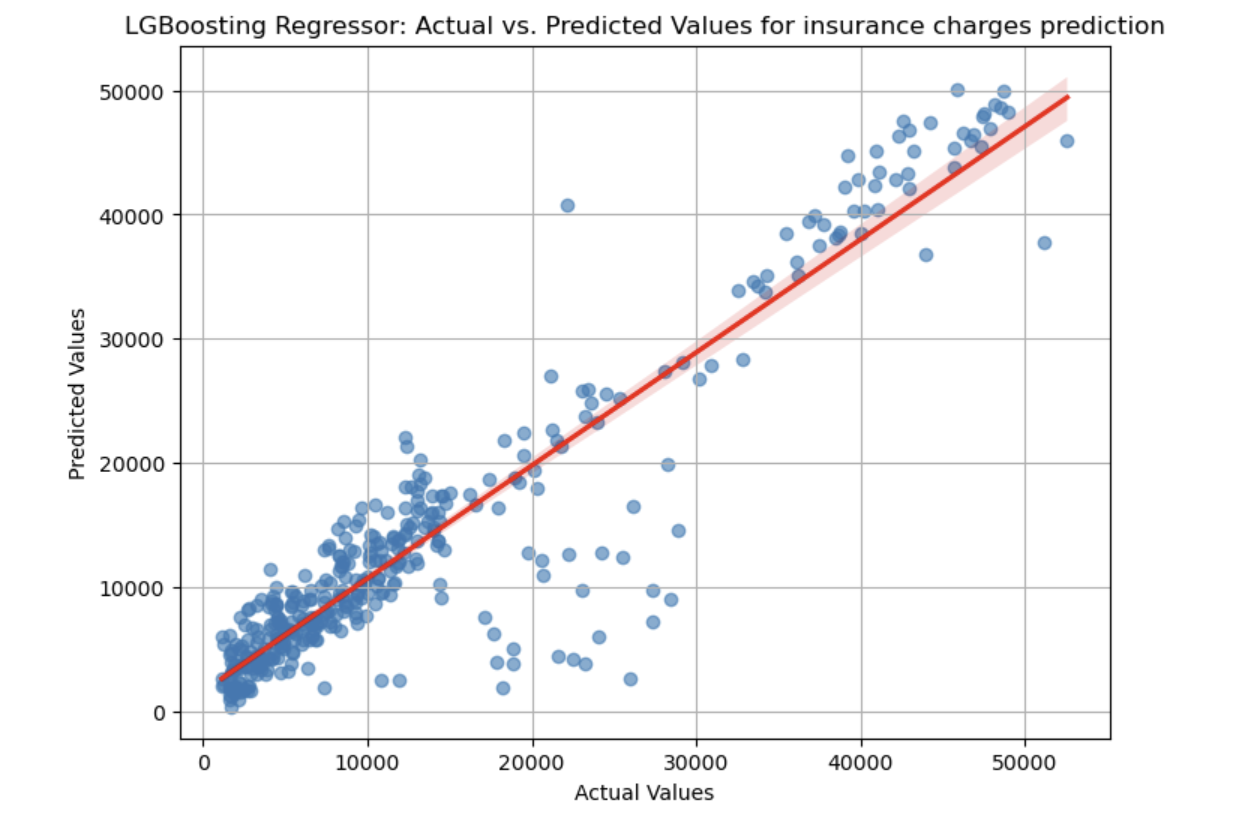 LGBoosting Regressor: Actual vs. Predicted Values for insurance charges prediction
50000
40000
30000
20000
10000
0
Predicted Values
0 10000 20000 30000 40000 50000
Actual Values